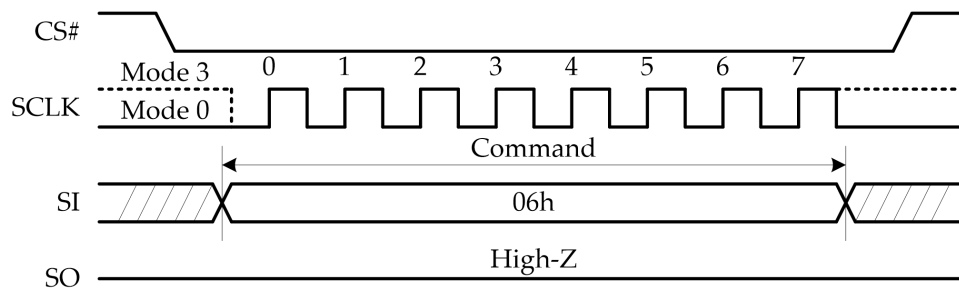 CS#
Mode 3
0 1 2 3 4 5 6 7
SCLK
Mode 0
Command
SI
06h
High-Z
SO